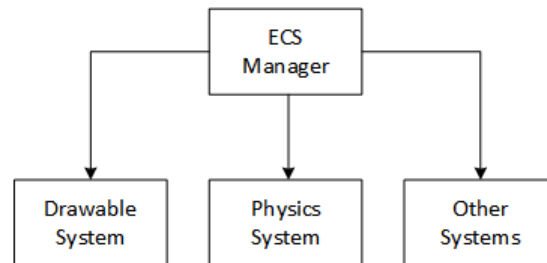 ECS
Manager
Drawable
System
Physics
System
Other
Systems